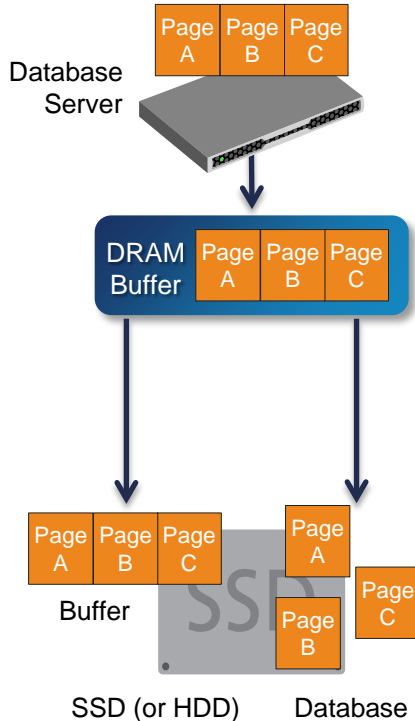 Page A
Page B
Page C
Database
Server
DRAM
Buffer
Page A
Page B
Page C
Page A
Page B
Page C
Buffer
SSD
Page A
Page C
Page B
SSD (or HDD)
Database